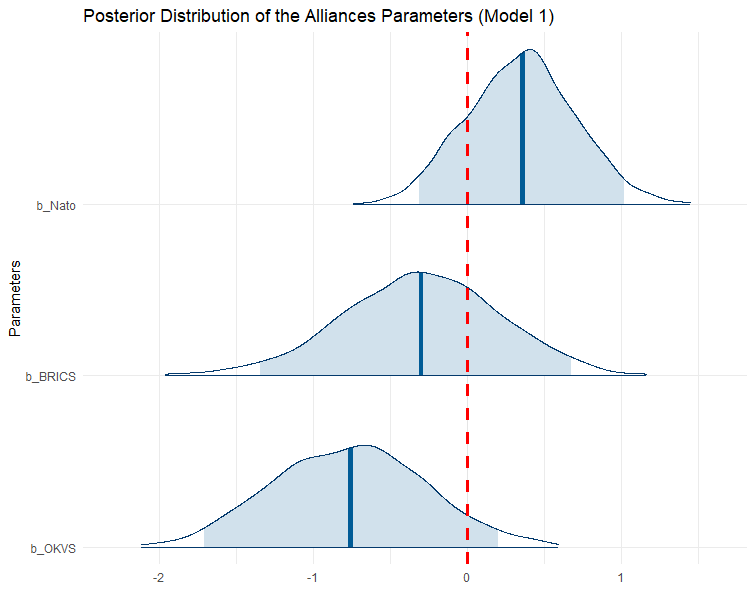 Posterior Distribution of the Alliances Parameters (Model 1)
Parameters
b_Nato
b_BRICS
b_OKVS
-2 -1 0 1